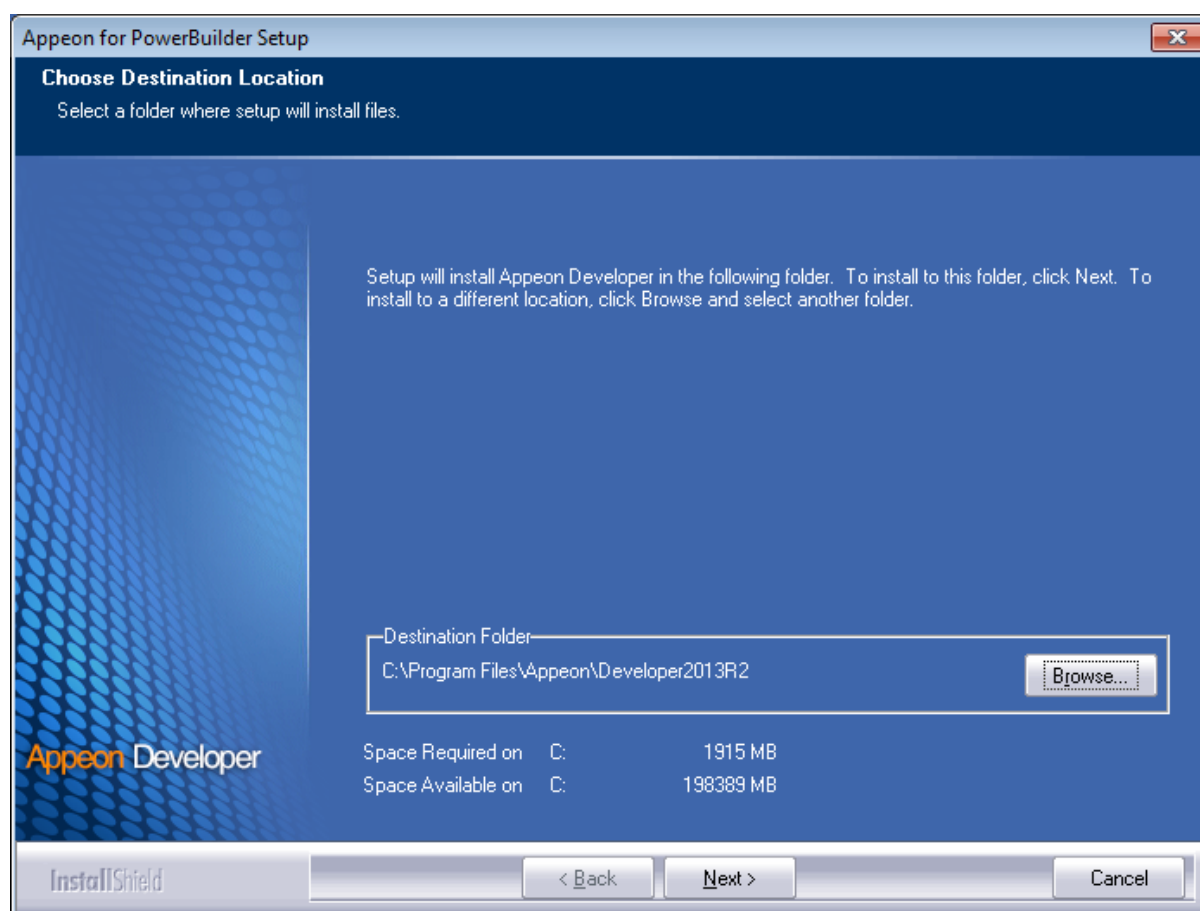 Appeon for PowerBuilder Setup
Choose Destination Location
Select a folder where setup will install files.
Setup will install Appeon Developer in the following folder. To install to this folder, click Next. To
install to a different location, click Browse and select another folder.
Destination Folder
C:\Program Files\Appeon\Developer2013R2
Browse...
Appeon Developer
Space Required on C: 1915 MB
Space Available on C: 198389 MB
InstallShield
< Back
Next >
Cancel